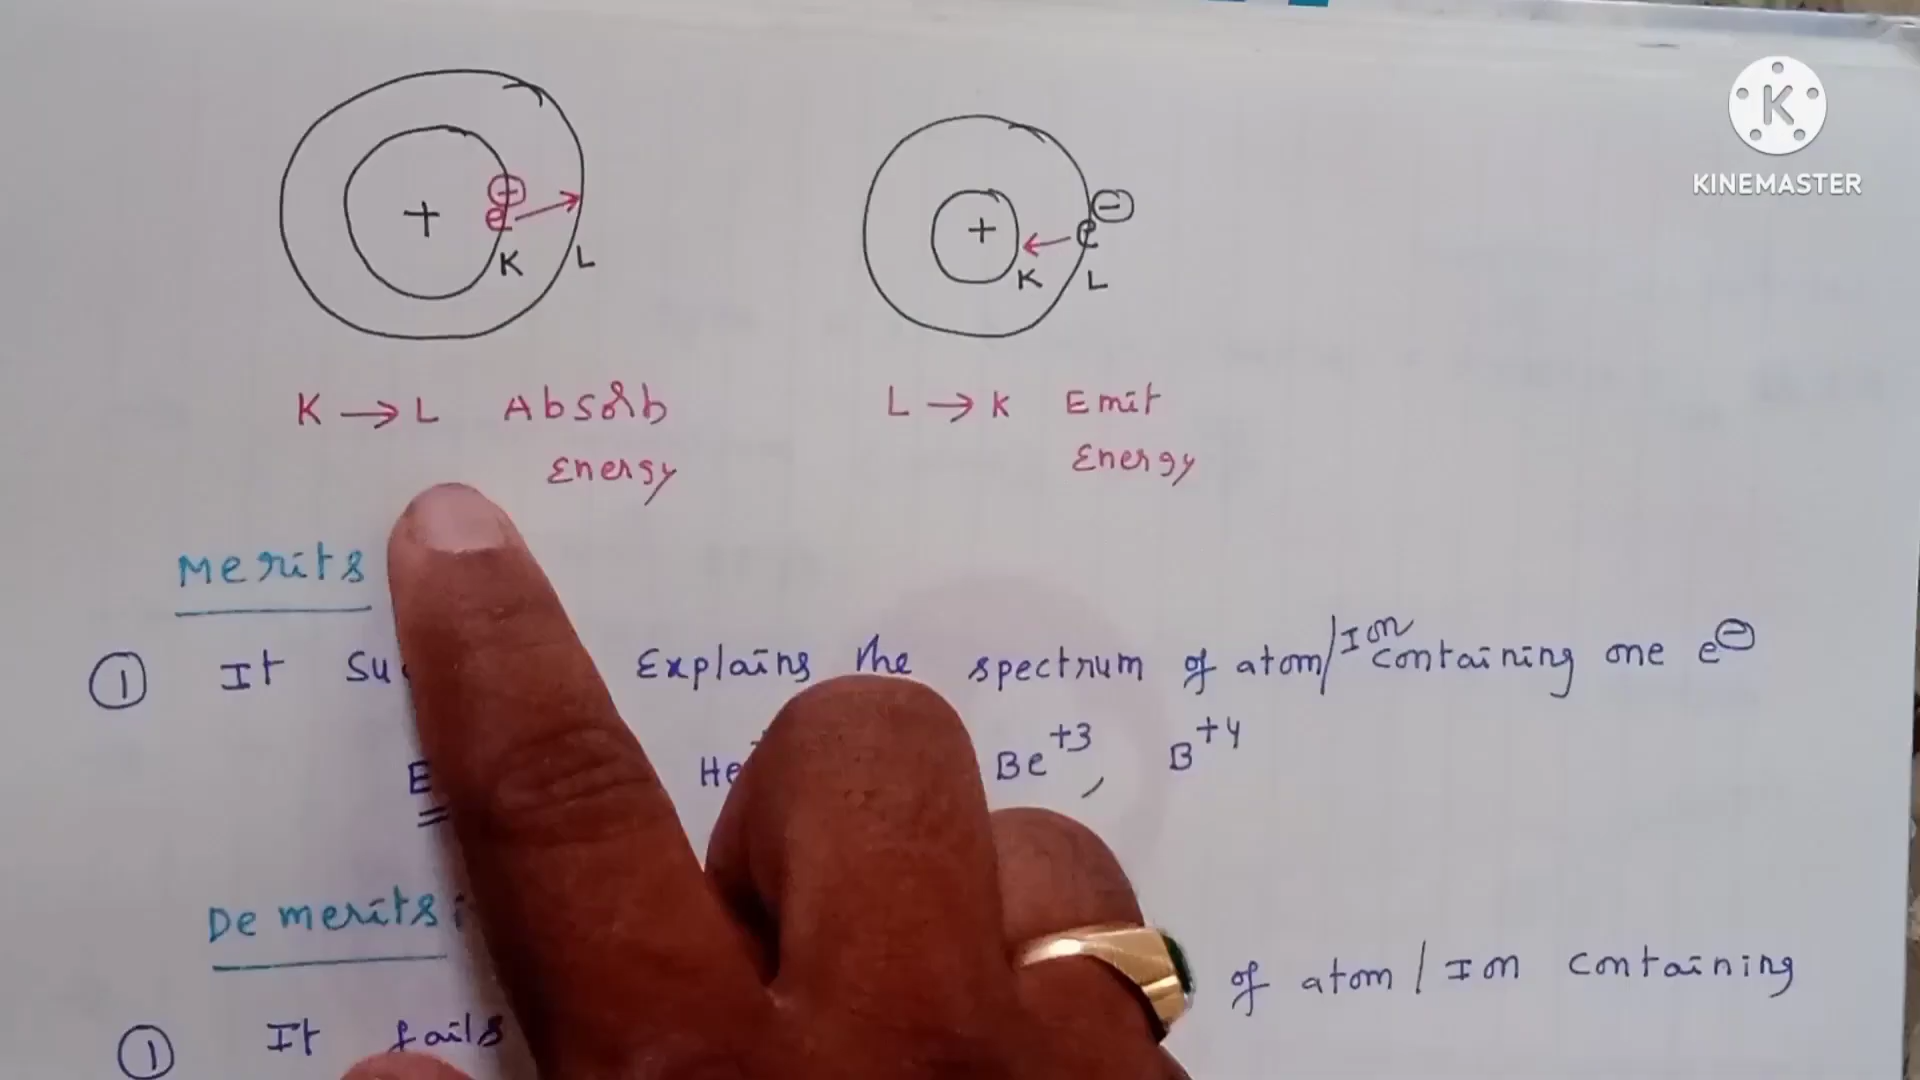 K
KINEMASTER
+ e⊖ K L
+ e⊖ K L
K → L Absorb
Energy
L → K Emit
Energy
Merits
① It Explains the spectrum of atom/Ion containing one e⊖
He Be⁺³, B⁺⁴
Demerits:
of atom / Ion containing
① It fails